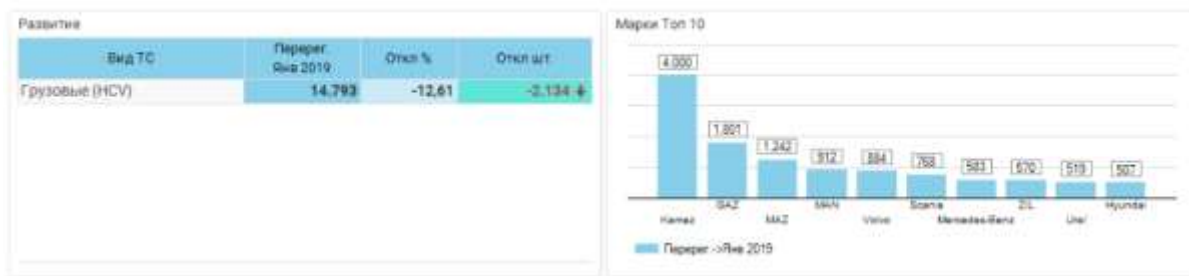 Развитие
Вид ТС
Перерег.
Янв 2019
Откл %
Откл шт
Грузовые (HCV)
14.793
-12,61
-2.134
Марки Топ 10
4.000
1.801
1.242
912
884
768
583
570
519
507
Kamaz
GAZ
MAZ
MAN
Volvo
Scania
Mercedes-Benz
ZIL
Ural
Hyundai
Перерег ->Янв 2019